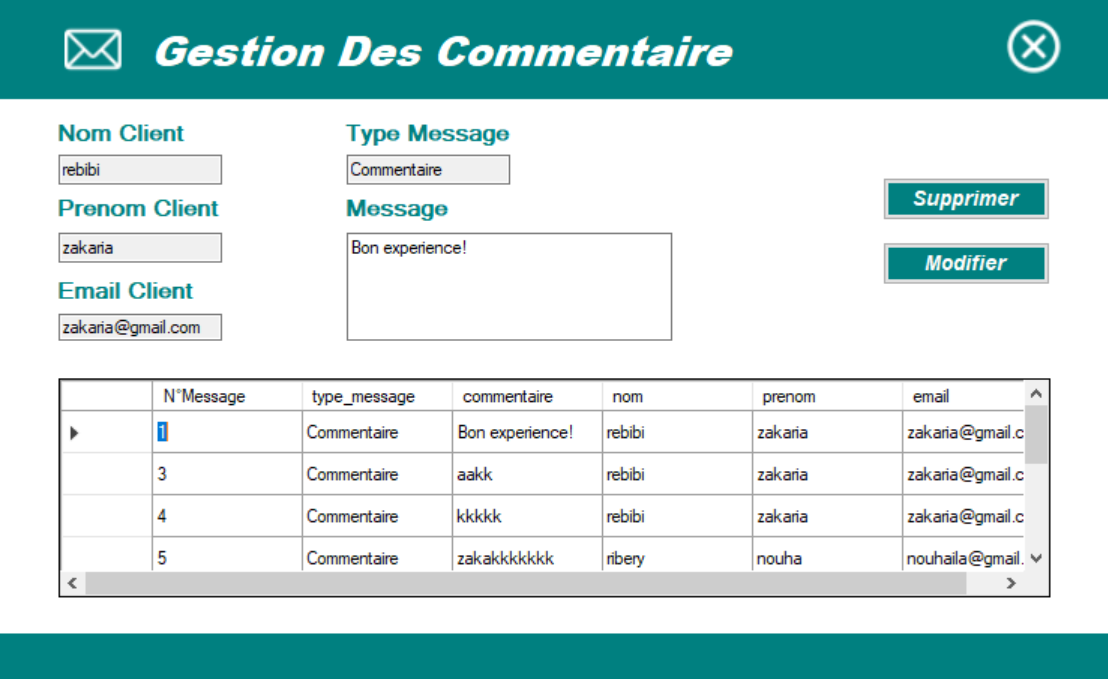 Gestion Des Commentaire
Nom Client
Type Message
rebibi
Commentaire
Supprimer
Prenom Client
Message
zakaria
Bon experience!
Modifier
Email Client
zakaria@gmail.com
N°Message type_message commentaire nom prenom email
1 Commentaire Bon experience! rebibi zakaria zakaria@gmail.c
3 Commentaire aakk rebibi zakaria zakaria@gmail.c
4 Commentaire kkkkk rebibi zakaria zakaria@gmail.c
5 Commentaire zakakkkkkkk ribery nouha nouhaila@gmail.